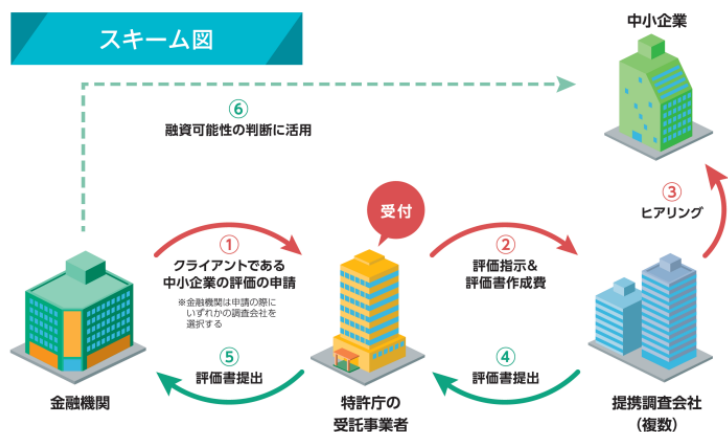 スキーム図
中小企業
⑥
融資可能性の判断に活用
受付
③
ヒアリング
①
クライアントである
中小企業の評価の申請
※金融機関は申請の際に
いずれかの調査会社を
選択する
②
評価指示&
評価書作成費
⑤
評価書提出
④
評価書提出
金融機関
特許庁の
受託事業者
提携調査会社
(複数)